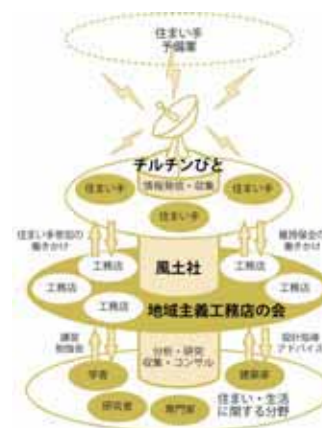 住まい手
予備軍
チルチンびと
住まい手
情報発信・収集
住まい手
住まい手
住まい手参加の
働きかけ
維持保全の
働きかけ
工務店
風土社
工務店
工務店
工務店
工務店
地域主義工務店の会
講習
勉強会
分析・研究
収集・コンサル
設計指導
アドバイス
学者
建築家
研究者
専門家
住まい・生活
に関する分野